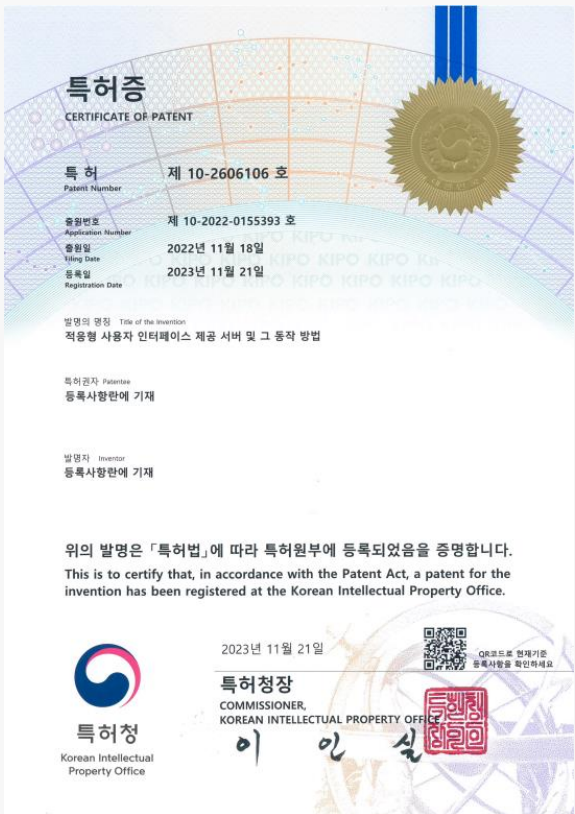 특허증
CERTIFICATE OF PATENT
특 허
Patent Number
제 10-2606106 호
출원번호
Application Number
제 10-2022-0155393 호
출원일
Filing Date
2022년 11월 18일
등록일
Registration Date
2023년 11월 21일
발명의 명칭 Title of the Invention
적응형 사용자 인터페이스 제공 서버 및 그 동작 방법
특허권자 Patentee
등록사항란에 기재
발명자 Inventor
등록사항란에 기재
위의 발명은 「특허법」에 따라 특허원부에 등록되었음을 증명합니다.
This is to certify that, in accordance with the Patent Act, a patent for the
invention has been registered at the Korean Intellectual Property Office.
2023년 11월 21일
QR코드로 현재기준
등록사항을 확인하세요
특허청장
COMMISSIONER,
KOREAN INTELLECTUAL PROPERTY OFFICE
이 인 실
특허청
Korean Intellectual
Property Office